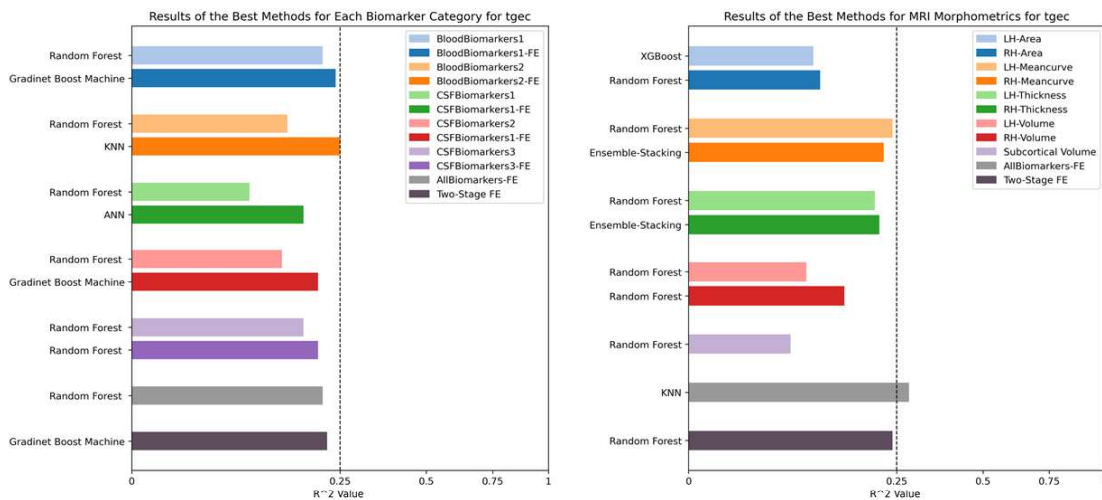 Results of the Best Methods for Each Biomarker Category for tgec
Random Forest
Gradinet Boost Machine
Random Forest
KNN
Random Forest
ANN
Random Forest
Gradinet Boost Machine
Random Forest
Random Forest
Random Forest
Gradinet Boost Machine
BloodBiomarkers1
BloodBiomarkers1-FE
BloodBiomarkers2
BloodBiomarkers2-FE
CSFBiomarkers1
CSFBiomarkers1-FE
CSFBiomarkers2
CSFBiomarkers1-FE
CSFBiomarkers3
CSFBiomarkers3-FE
AllBiomarkers-FE
Two-Stage FE
0 0.25 0.5 0.75 1
R^2 Value
Results of the Best Methods for MRI Morphometrics for tgec
XGBoost
Random Forest
Random Forest
Ensemble-Stacking
Random Forest
Ensemble-Stacking
Random Forest
Random Forest
Random Forest
KNN
Random Forest
LH-Area
RH-Area
LH-Meancurve
RH-Meancurve
LH-Thickness
RH-Thickness
LH-Volume
RH-Volume
Subcortical Volume
AllBiomarkers-FE
Two-Stage FE
0 0.25 0.5 0.75
R^2 Value